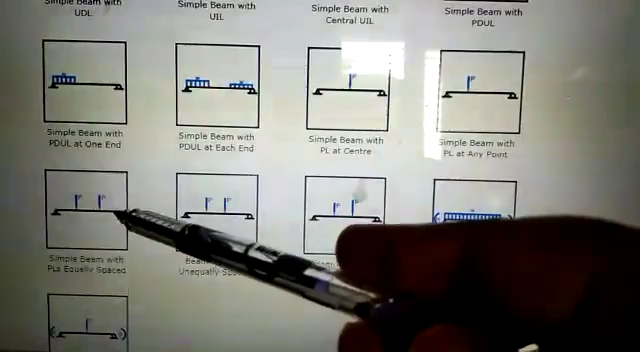 Simple Beam with
UDL
Simple Beam with
UIL
Simple Beam with
Central UIL
Simple Beam with
PDUL
Simple Beam with
PDUL at One End
Simple Beam with
PDUL at Each End
P
Simple Beam with
PL at Centre
P
Simple Beam with
PL at Any Point
P P
Simple Beam with
PLs Equally Spaced
P P
Beam
Unequally
P P
P